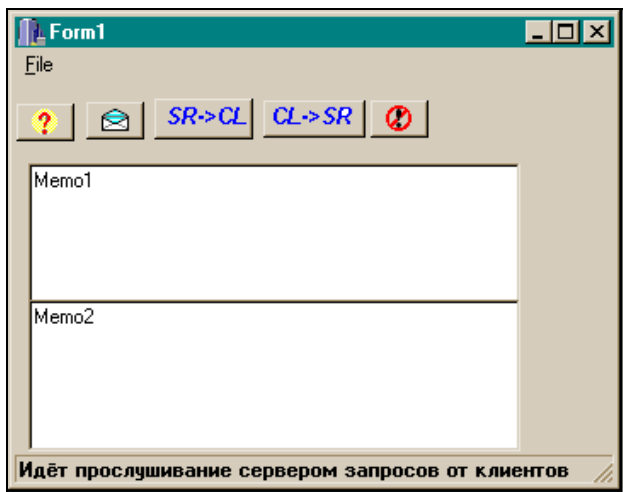 Form1
File
? SR->CL CL->SR
Memo1
Memo2
Идёт прослушивание сервером запросов от клиентов